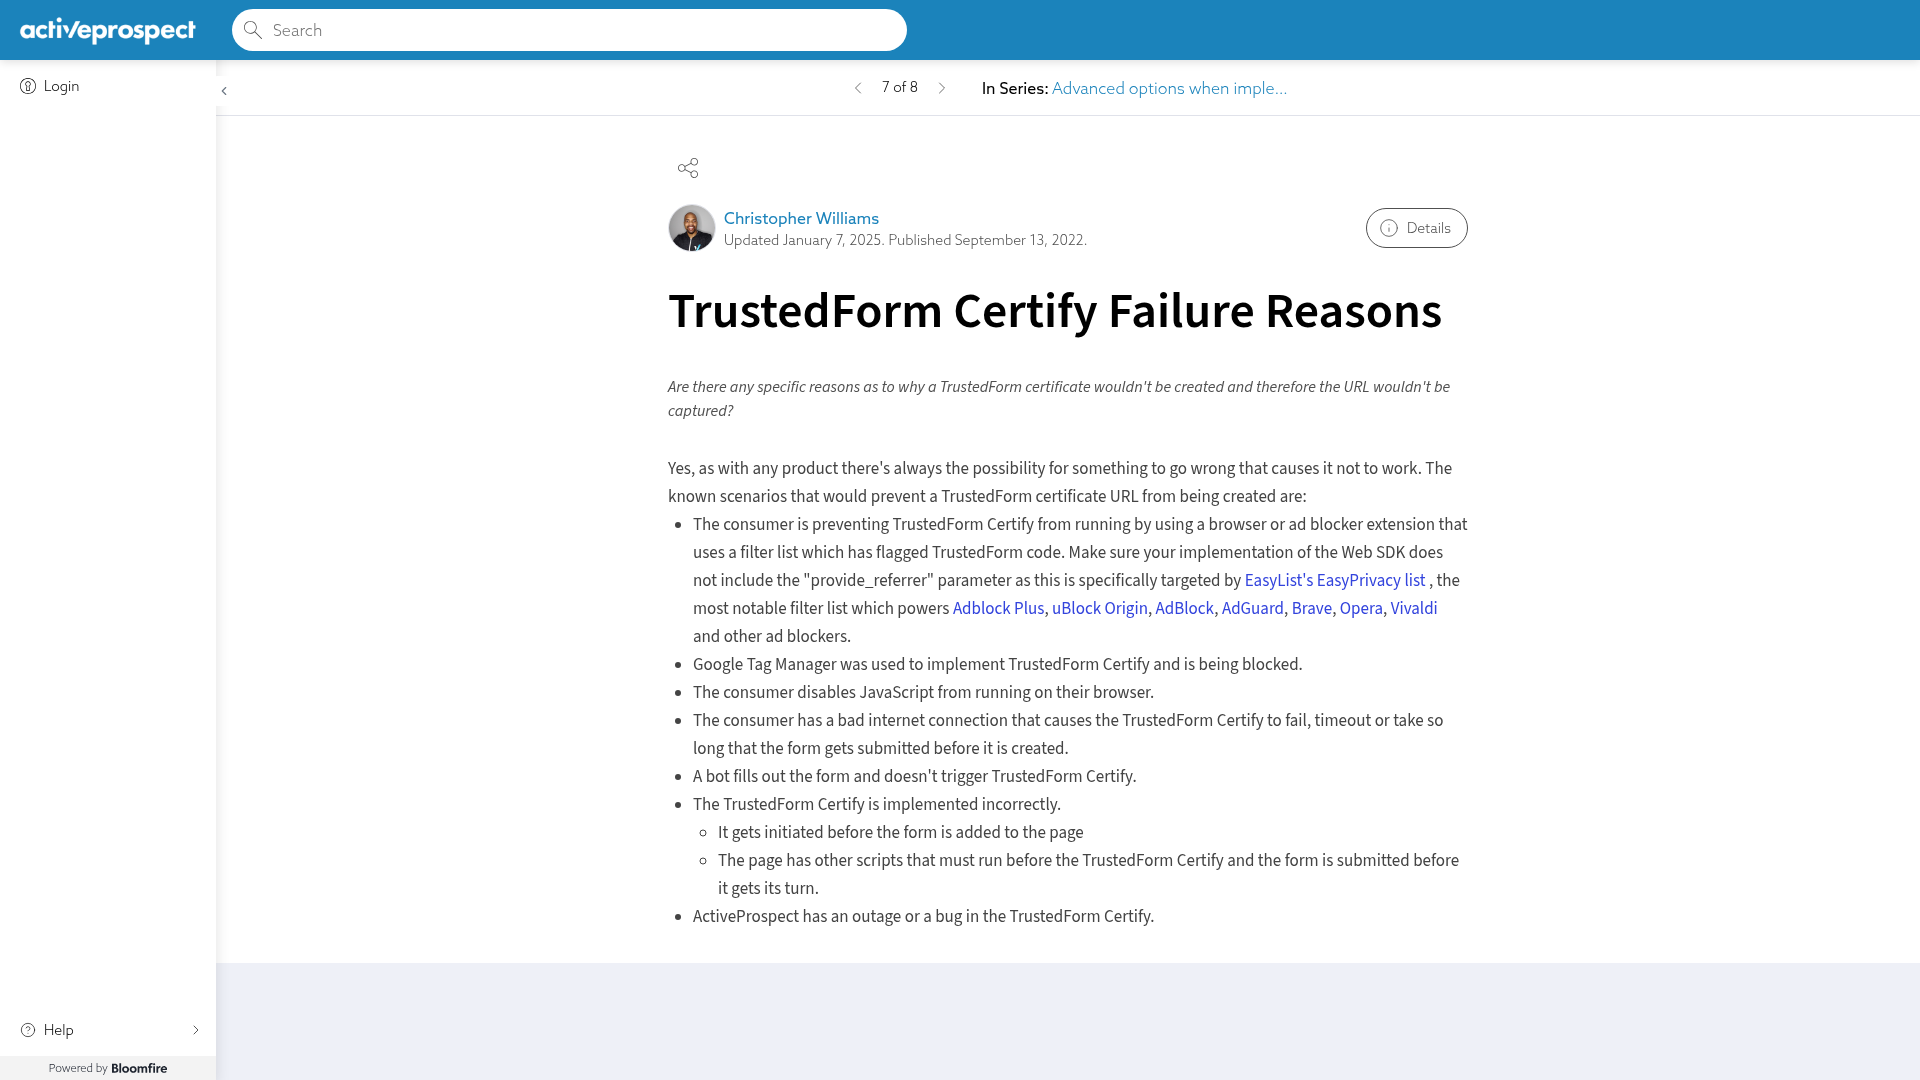 activeprospect
Search
Login
7 of 8
In Series: Advanced options when imple...
Christopher Williams
Updated January 7, 2025. Published September 13, 2022.
Details
TrustedForm Certify Failure Reasons
Are there any specific reasons as to why a TrustedForm certificate wouldn't be created and therefore the URL wouldn't be
captured?
Yes, as with any product there's always the possibility for something to go wrong that causes it not to work. The
known scenarios that would prevent a TrustedForm certificate URL from being created are:
The consumer is preventing TrustedForm Certify from running by using a browser or ad blocker extension that
uses a filter list which has flagged TrustedForm code. Make sure your implementation of the Web SDK does
not include the "provide_referrer" parameter as this is specifically targeted by EasyList's EasyPrivacy list , the
most notable filter list which powers Adblock Plus, uBlock Origin, AdBlock, AdGuard, Brave, Opera, Vivaldi
and other ad blockers.
Google Tag Manager was used to implement TrustedForm Certify and is being blocked.
The consumer disables JavaScript from running on their browser.
The consumer has a bad internet connection that causes the TrustedForm Certify to fail, timeout or take so
long that the form gets submitted before it is created.
A bot fills out the form and doesn't trigger TrustedForm Certify.
The TrustedForm Certify is implemented incorrectly.
It gets initiated before the form is added to the page
The page has other scripts that must run before the TrustedForm Certify and the form is submitted before
it gets its turn.
ActiveProspect has an outage or a bug in the TrustedForm Certify.
Help
Powered by Bloomfire